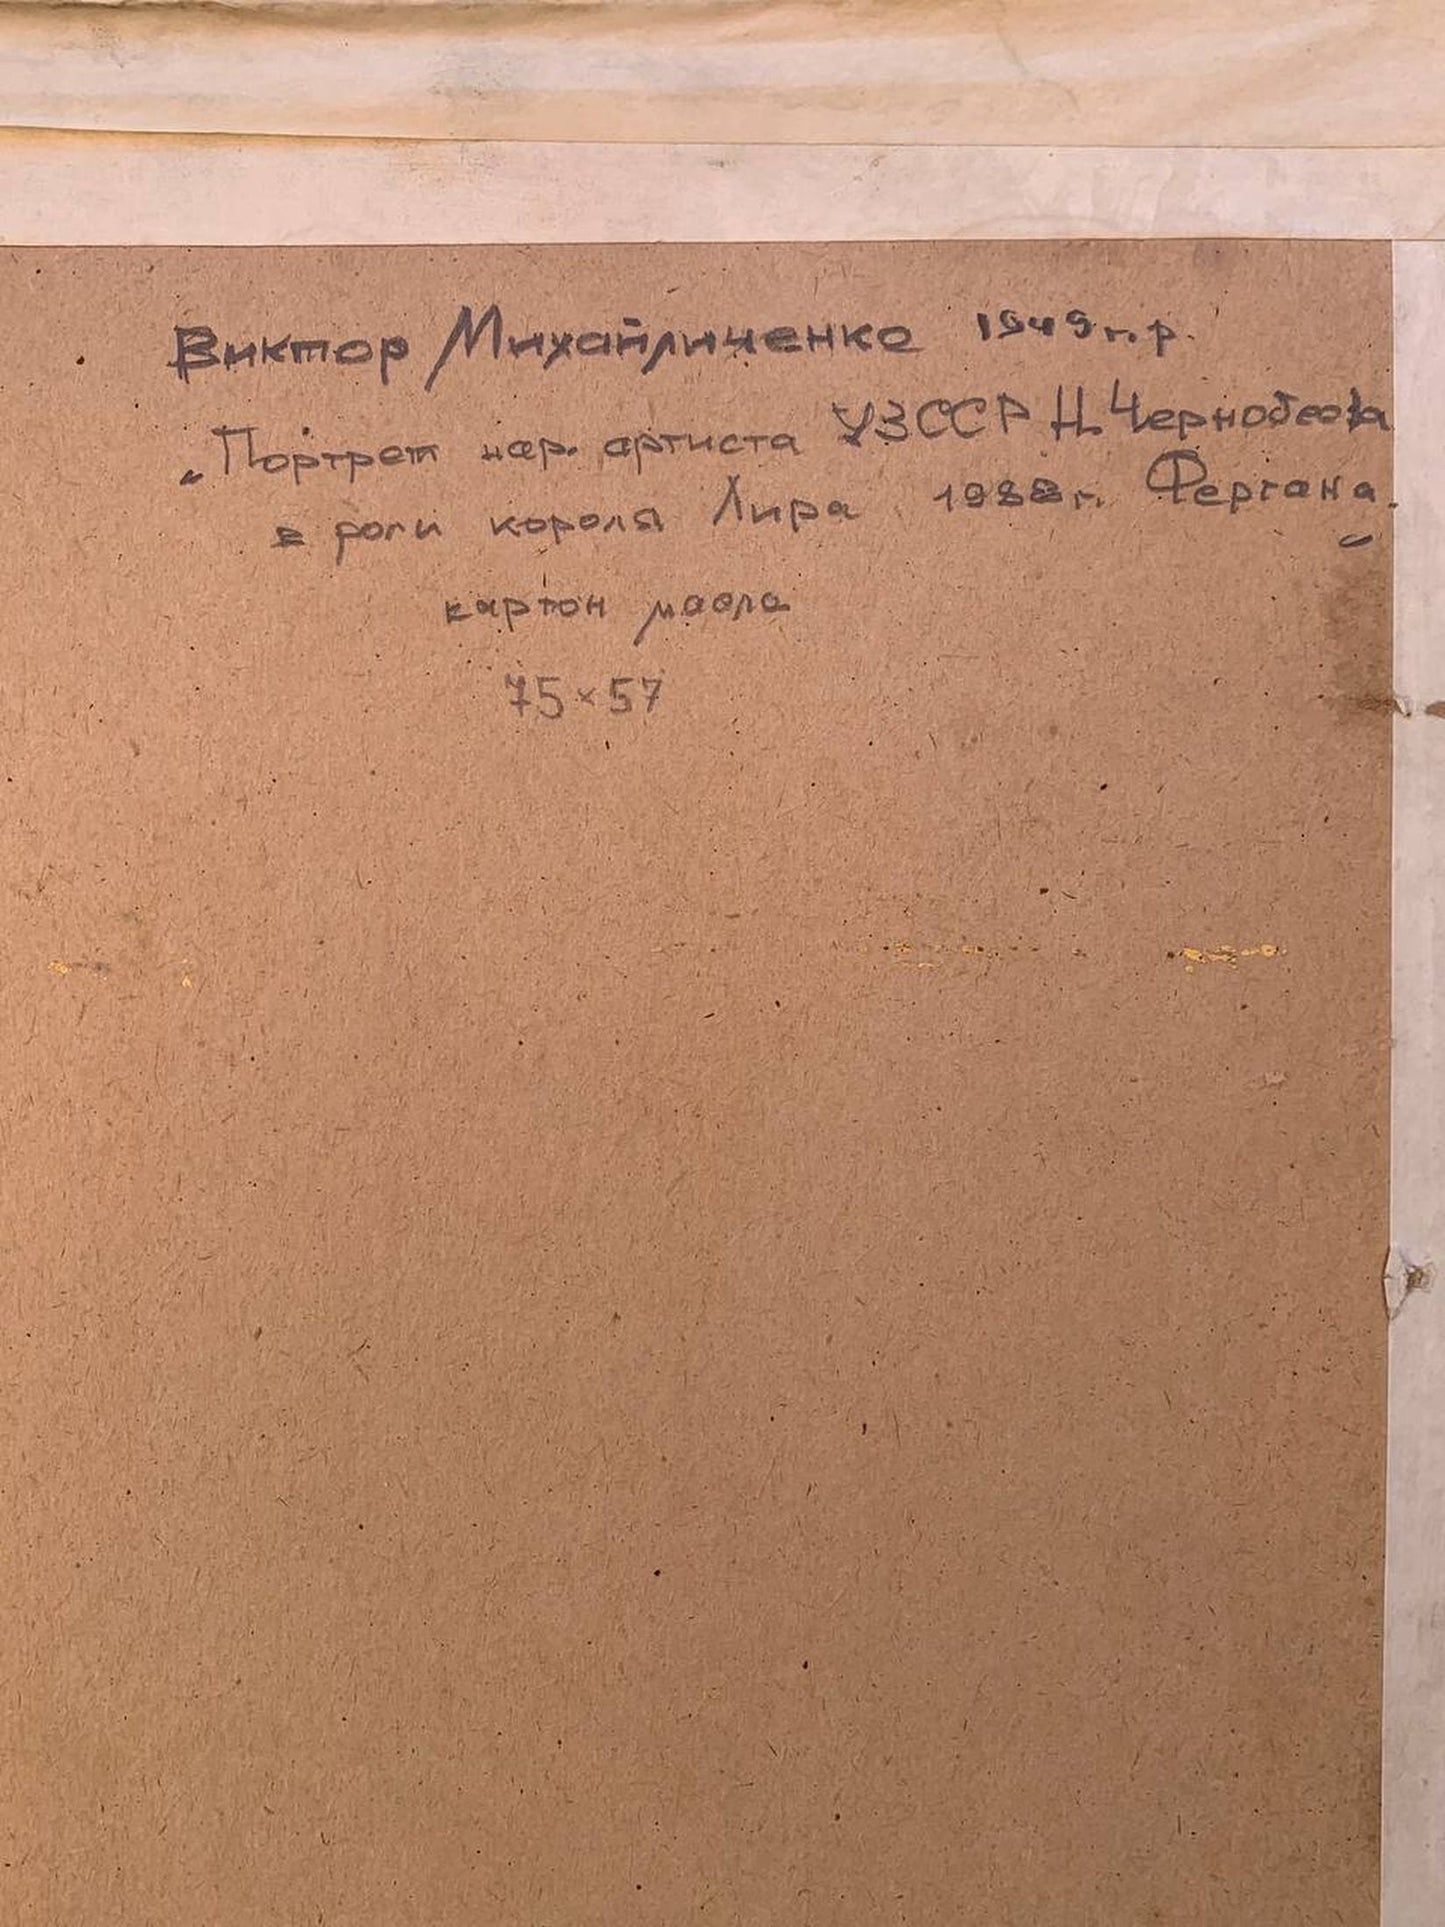 Виктор Михайличенко 1949 г. р.
„Портрет нар. артиста УзССР Н. Чернобаева
в роли короля Лира 1988 г. Фергана."
картон масло
75 × 57